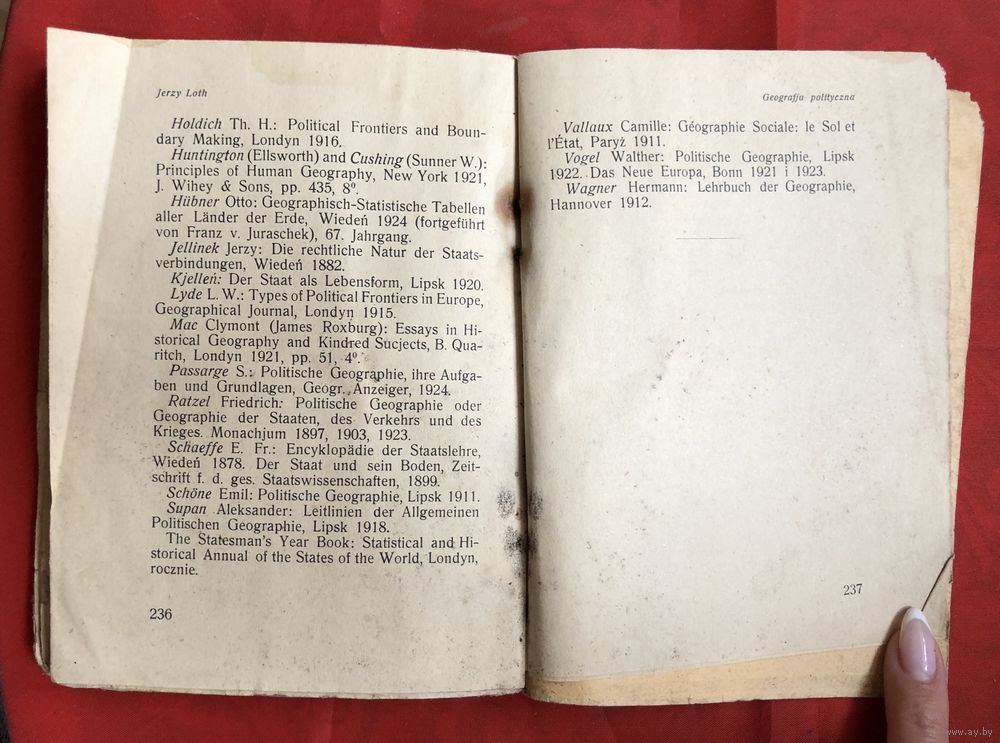 Jerzy Loth
Holdich Th. H.: Political Frontiers and Boun-
dary Making, Londyn 1916.
Huntington (Ellsworth) and Cushing (Sunner W.):
Principles of Human Geography, New York 1921,
J. Wihey & Sons, pp. 435, 8⁰.
Hübner Otto: Geographisch-Statistische Tabellen
aller Länder der Erde, Wiedeń 1924 (fortgeführt
von Franz v. Juraschek), 67. Jahrgang.
Jellinek Jerzy: Die rechtliche Natur der Staats-
verbindungen, Wiedeń 1882.
Kjelleń: Der Staat als Lebensform, Lipsk 1920.
Lyde L. W.: Types of Political Frontiers in Europe,
Geographical Journal, Londyn 1915.
Mac Clymont (James Roxburg): Essays in Hi-
storical Geography and Kindred Sucjects, B. Qua-
ritch, Londyn 1921, pp. 51, 4⁰.
Passarge S.: Politische Geographie, ihre Aufga-
ben und Grundlagen, Geogr. Anzeiger, 1924.
Ratzel Friedrich: Politische Geographie oder
Geographie der Staaten, des Verkehrs und des
Krieges. Monachjum 1897, 1903, 1923.
Schaeffe E. Fr.: Encyklopädie der Staatslehre,
Wiedeń 1878. Der Staat und sein Boden, Zeit-
schrift f. d. ges. Staatswissenschaften, 1899.
Schöne Emil: Politische Geographie, Lipsk 1911.
Supan Aleksander: Leitlinien der Allgemeinen
Politischen Geographie, Lipsk 1918.
The Statesman's Year Book: Statistical and Hi-
storical Annual of the States of the World, Londyn,
rocznie.
236
Geografja polityczna
Vallaux Camille: Géographie Sociale: le Sol et
l'État, Paryż 1911.
Vogel Walther: Politische Geographie, Lipsk
1922. Das Neue Europa, Bonn 1921 i 1923.
Wagner Hermann: Lehrbuch der Geographie,
Hannover 1912.
237
www.ay.by